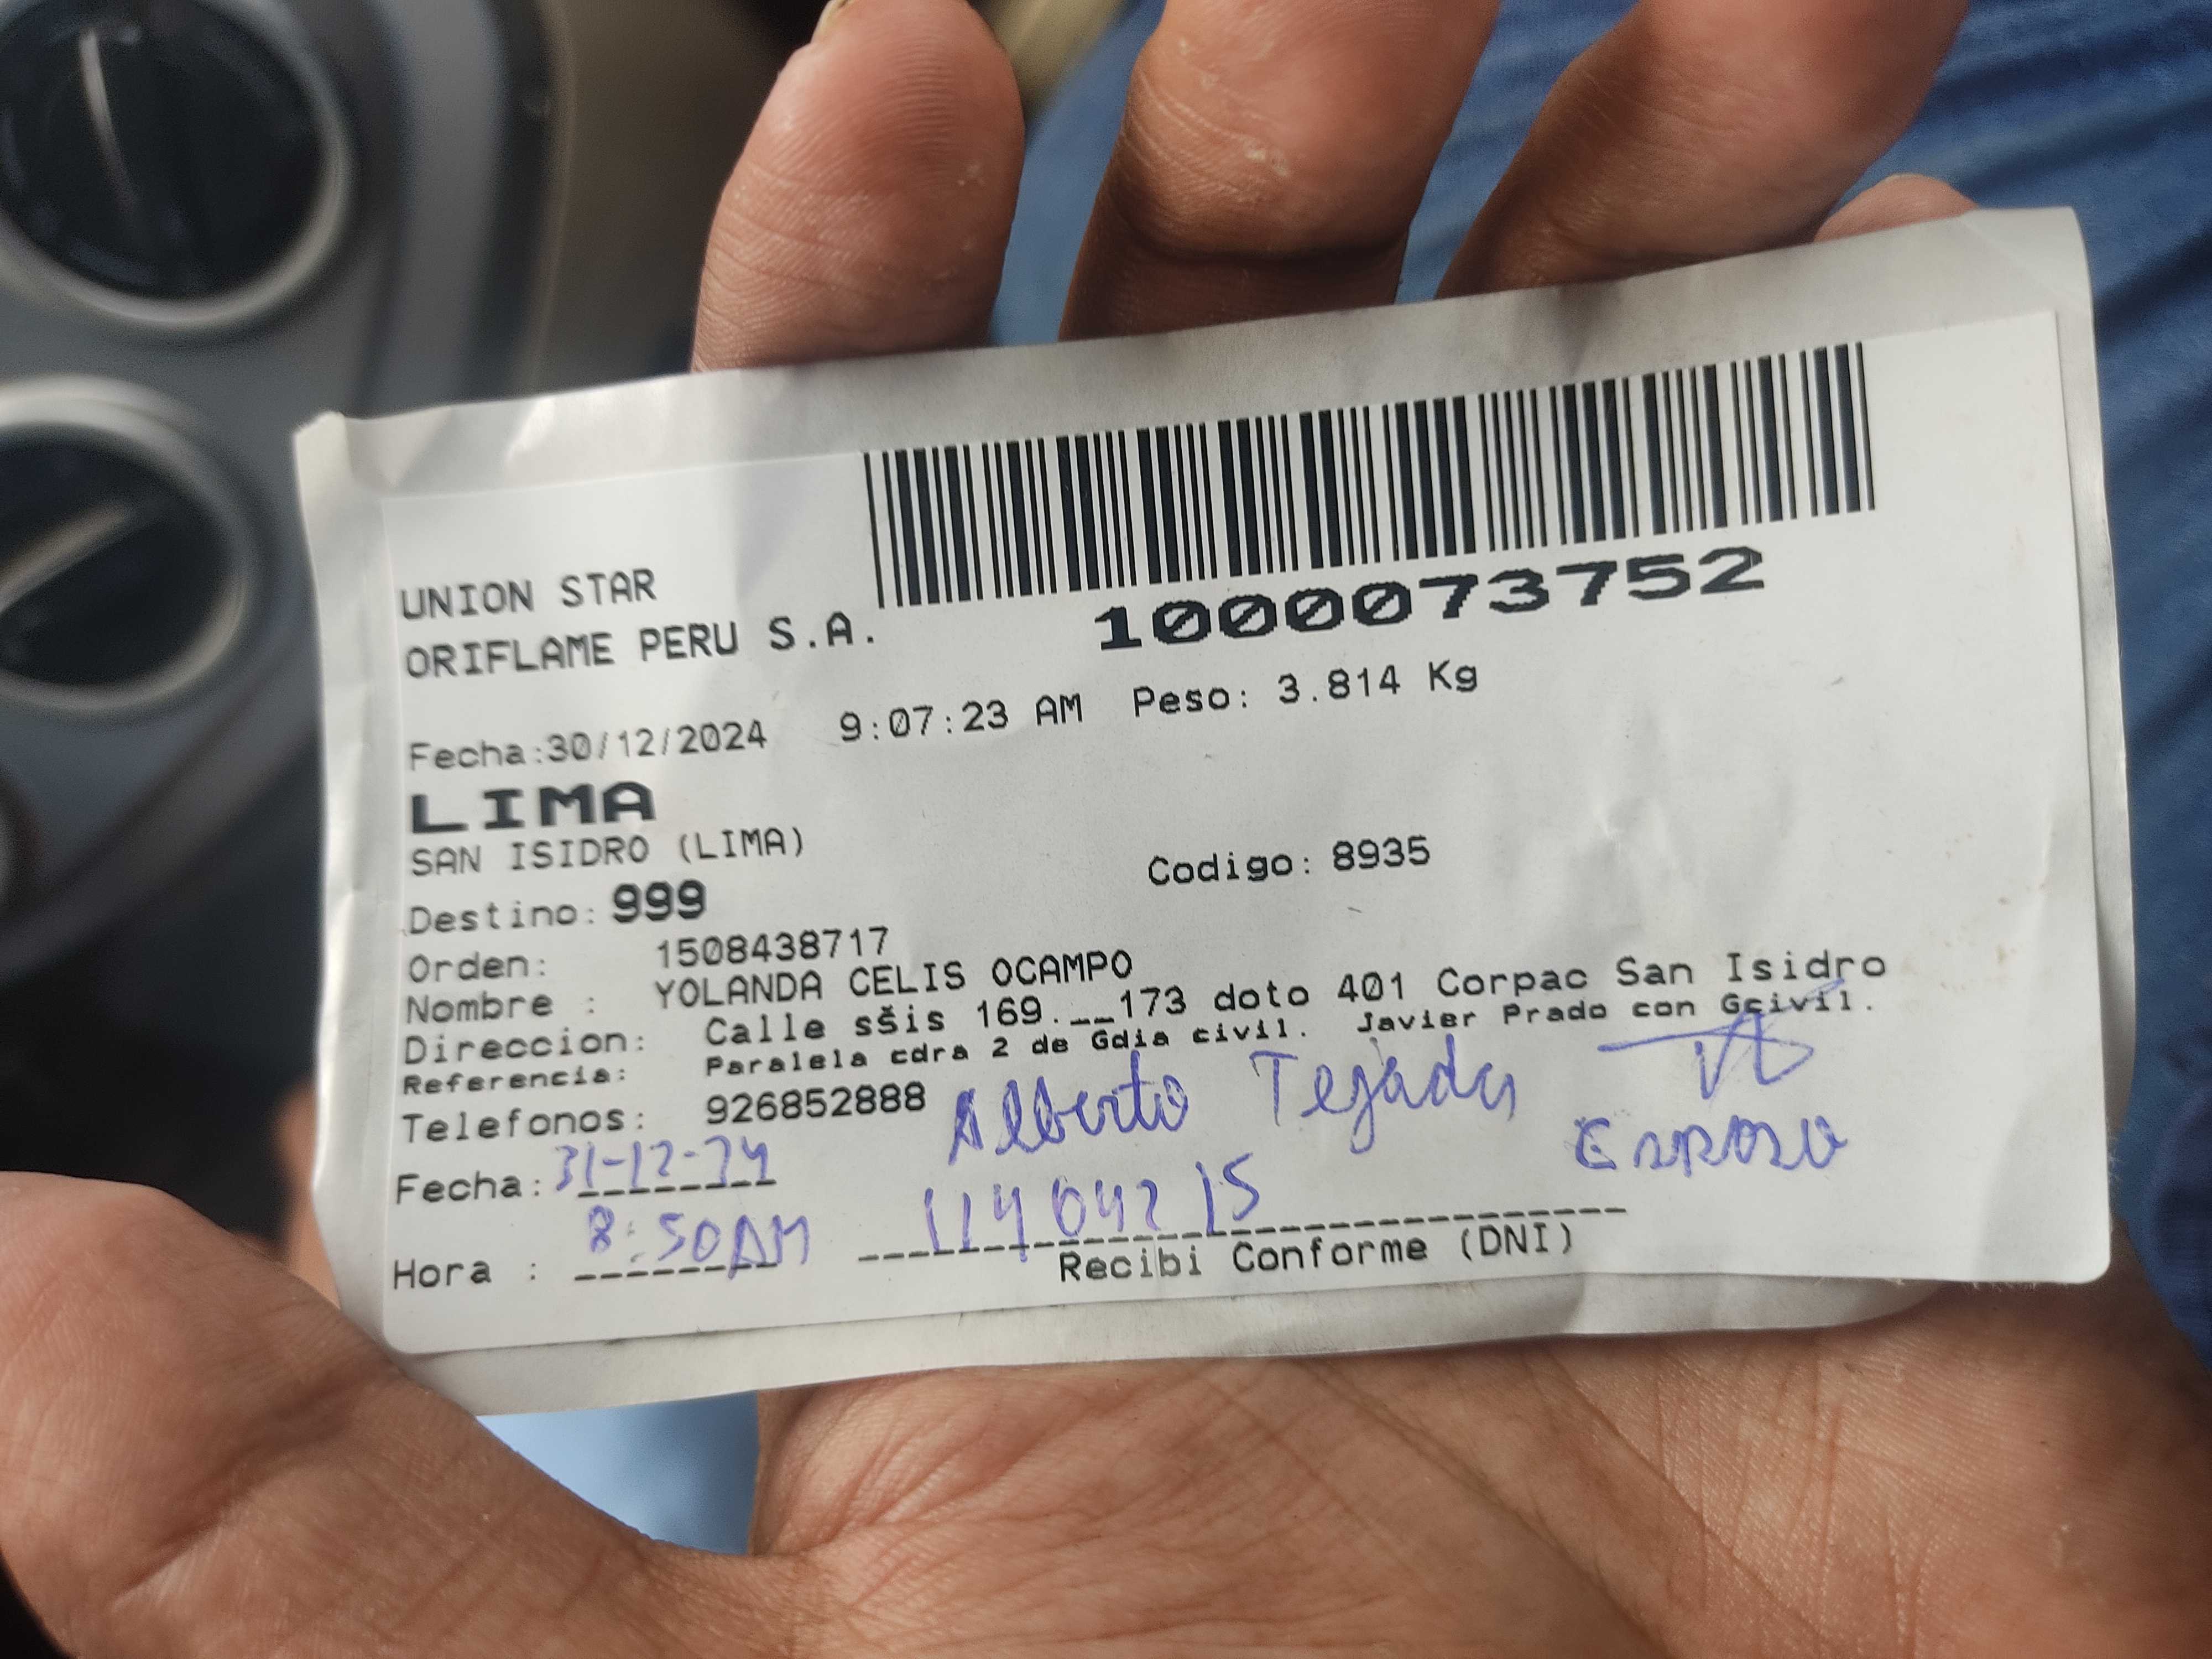 1000073752
UNION STAR
ORIFLAME PERU S.A.
Fecha:30/12/2024 9:07:23 AM Peso: 3.814 Kg
LIMA
SAN ISIDRO (LIMA)
Destino: 999 Codigo: 8935
Orden: 1508438717
Nombre : YOLANDA CELIS OCAMPO
Direccion: Calle sšis 169.__173 doto 401 Corpac San Isidro
Referencia: Paralela cdra 2 de Gdia civil. Javier Prado con Gcivil.
Telefonos: 926852888
Alberto Tejada
Esposo
Fecha: 31-12-24
Hora : 8:50AM
Recibi Conforme (DNI)